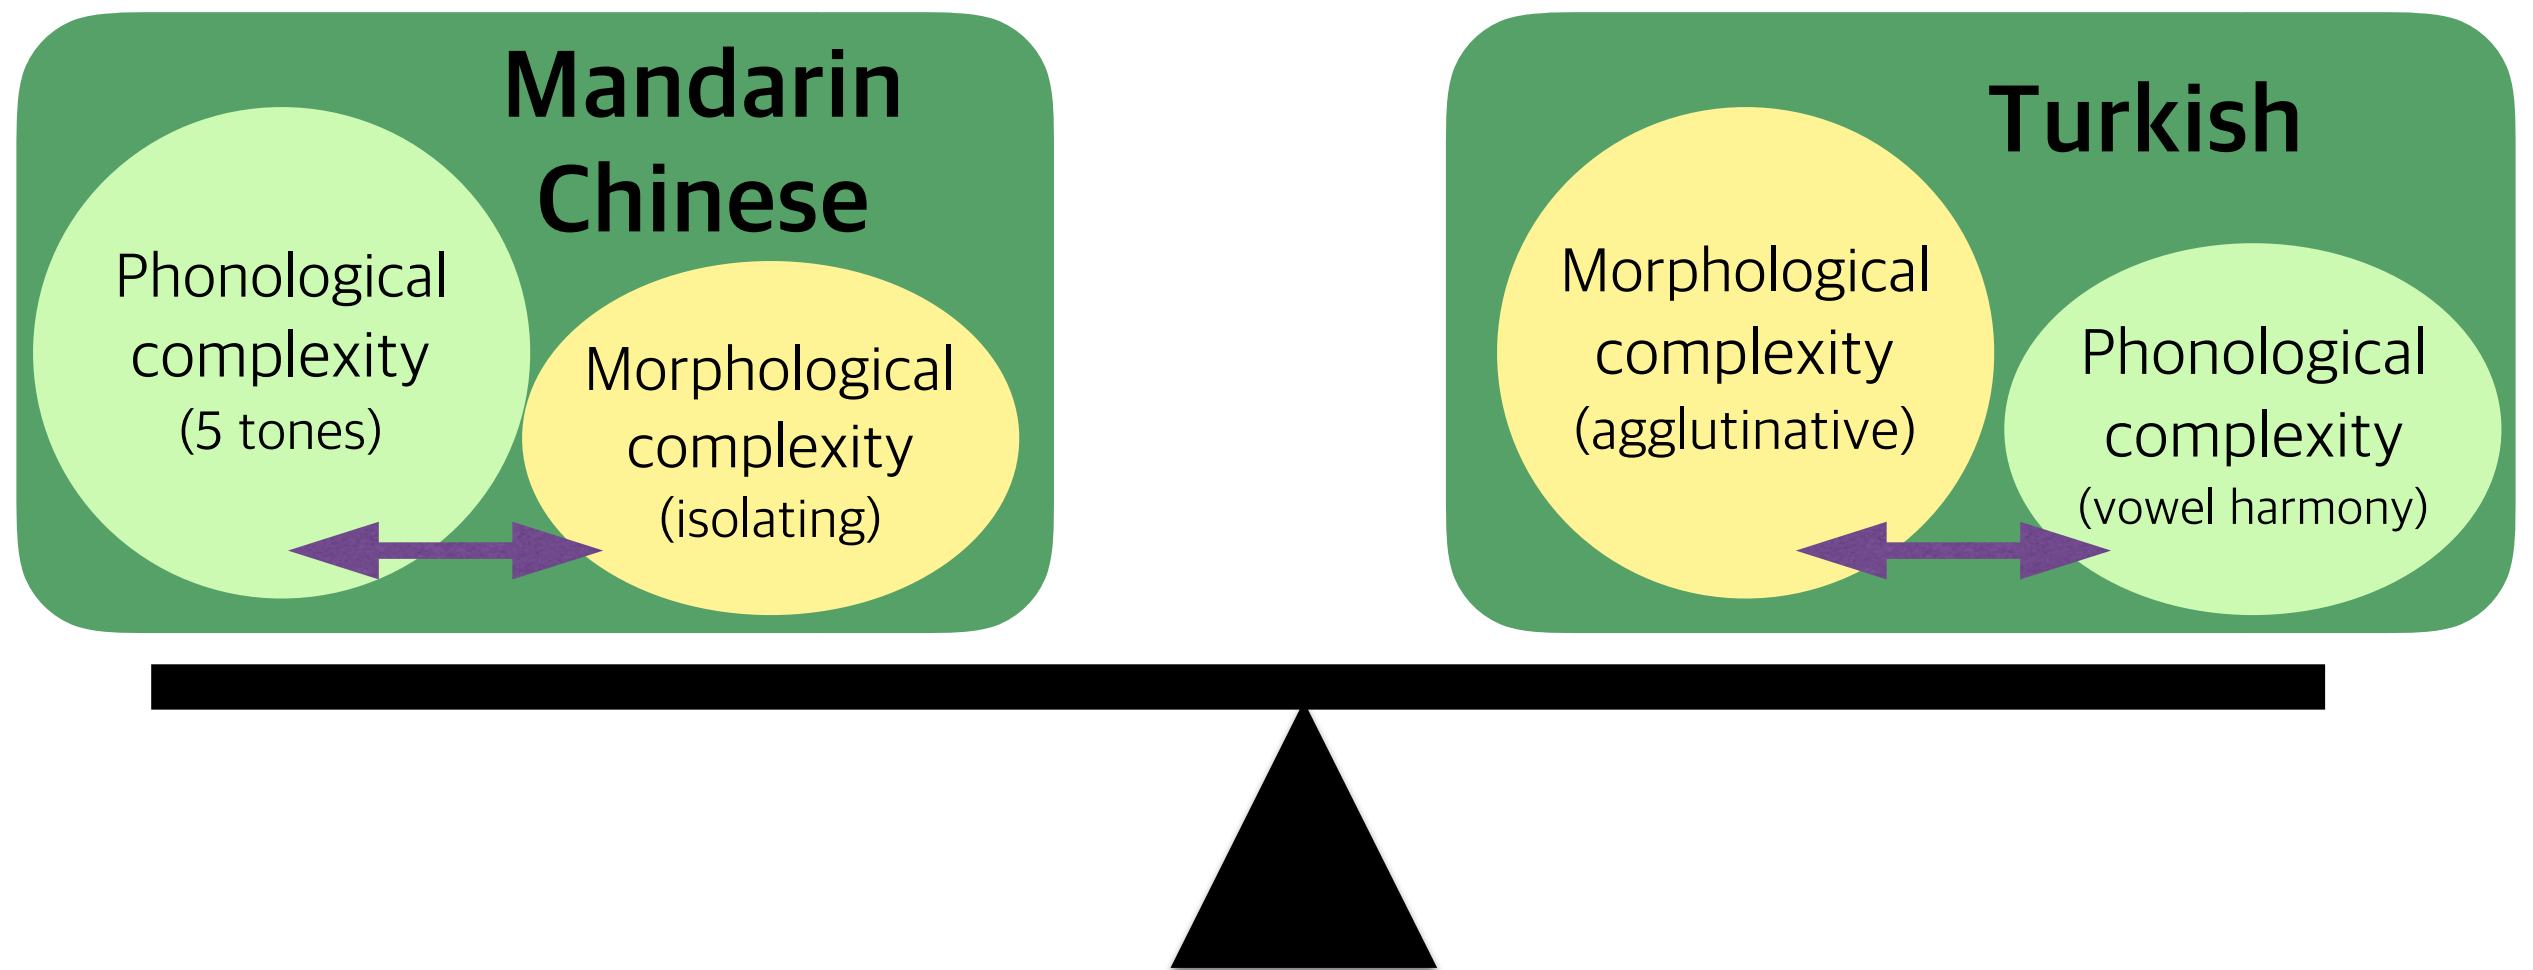 Mandarin
Chinese
Phonological
complexity
(5 tones)
Morphological
complexity
(isolating)
Turkish
Morphological
complexity
(agglutinative)
Phonological
complexity
(vowel harmony)